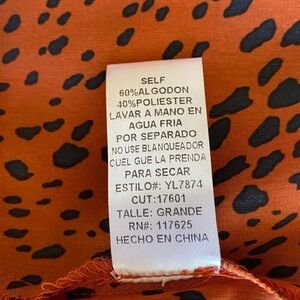 SELF
60%ALGODON
40%POLIESTER
LAVAR A MANO EN
AGUA FRIA
POR SEPARADO
NO USE BLANQUEADOR
CUEL GUE LA PRENDA
PARA SECAR
ESTILO#: YL7874
CUT:17601
TALLE: GRANDE
RN#: 117625
HECHO EN CHINA